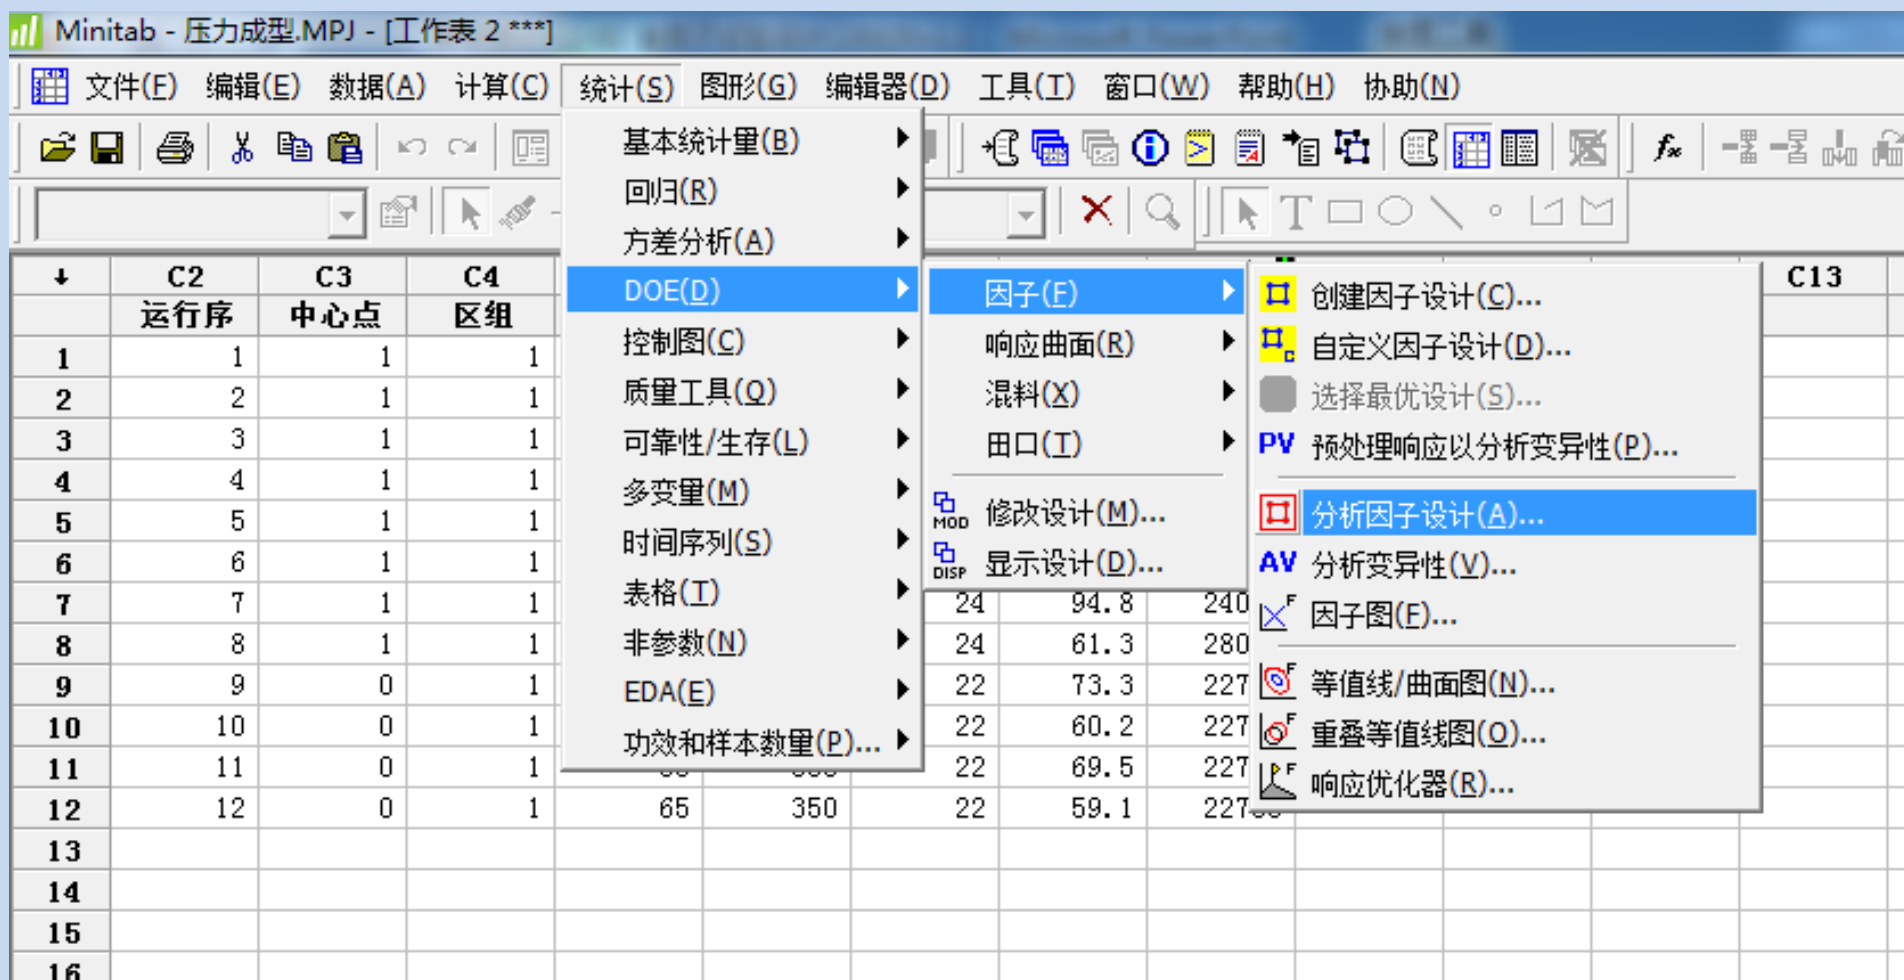 Minitab - 压力成型.MPJ - [工作表 2 ***]
文件(F) 编辑(E) 数据(A) 计算(C) 统计(S) 图形(G) 编辑器(D) 工具(T) 窗口(W) 帮助(H) 协助(N)
基本统计量(B)
回归(R)
方差分析(A)
DOE(D)
控制图(C)
质量工具(Q)
可靠性/生存(L)
多变量(M)
时间序列(S)
表格(T)
非参数(N)
EDA(E)
功效和样本数量(P)...
因子(F)
响应曲面(R)
混料(X)
田口(T)
MOD 修改设计(M)...
DISP 显示设计(D)...
创建因子设计(C)...
自定义因子设计(D)...
选择最优设计(S)...
PV 预处理响应以分析变异性(P)...
分析因子设计(A)...
AV 分析变异性(V)...
因子图(F)...
等值线/曲面图(N)...
重叠等值线图(O)...
响应优化器(R)...
↓ C2 C3 C4 C13
运行序 中心点 区组
1 1 1 1
2 2 1 1
3 3 1 1
4 4 1 1
5 5 1 1
6 6 1 1
7 7 1 1 24 94.8 240
8 8 1 1 24 61.3 280
9 9 0 1 22 73.3 227
10 10 0 1 22 60.2 227
11 11 0 1 22 69.5 227
12 12 0 1 65 350 22 59.1 227
13
14
15
16